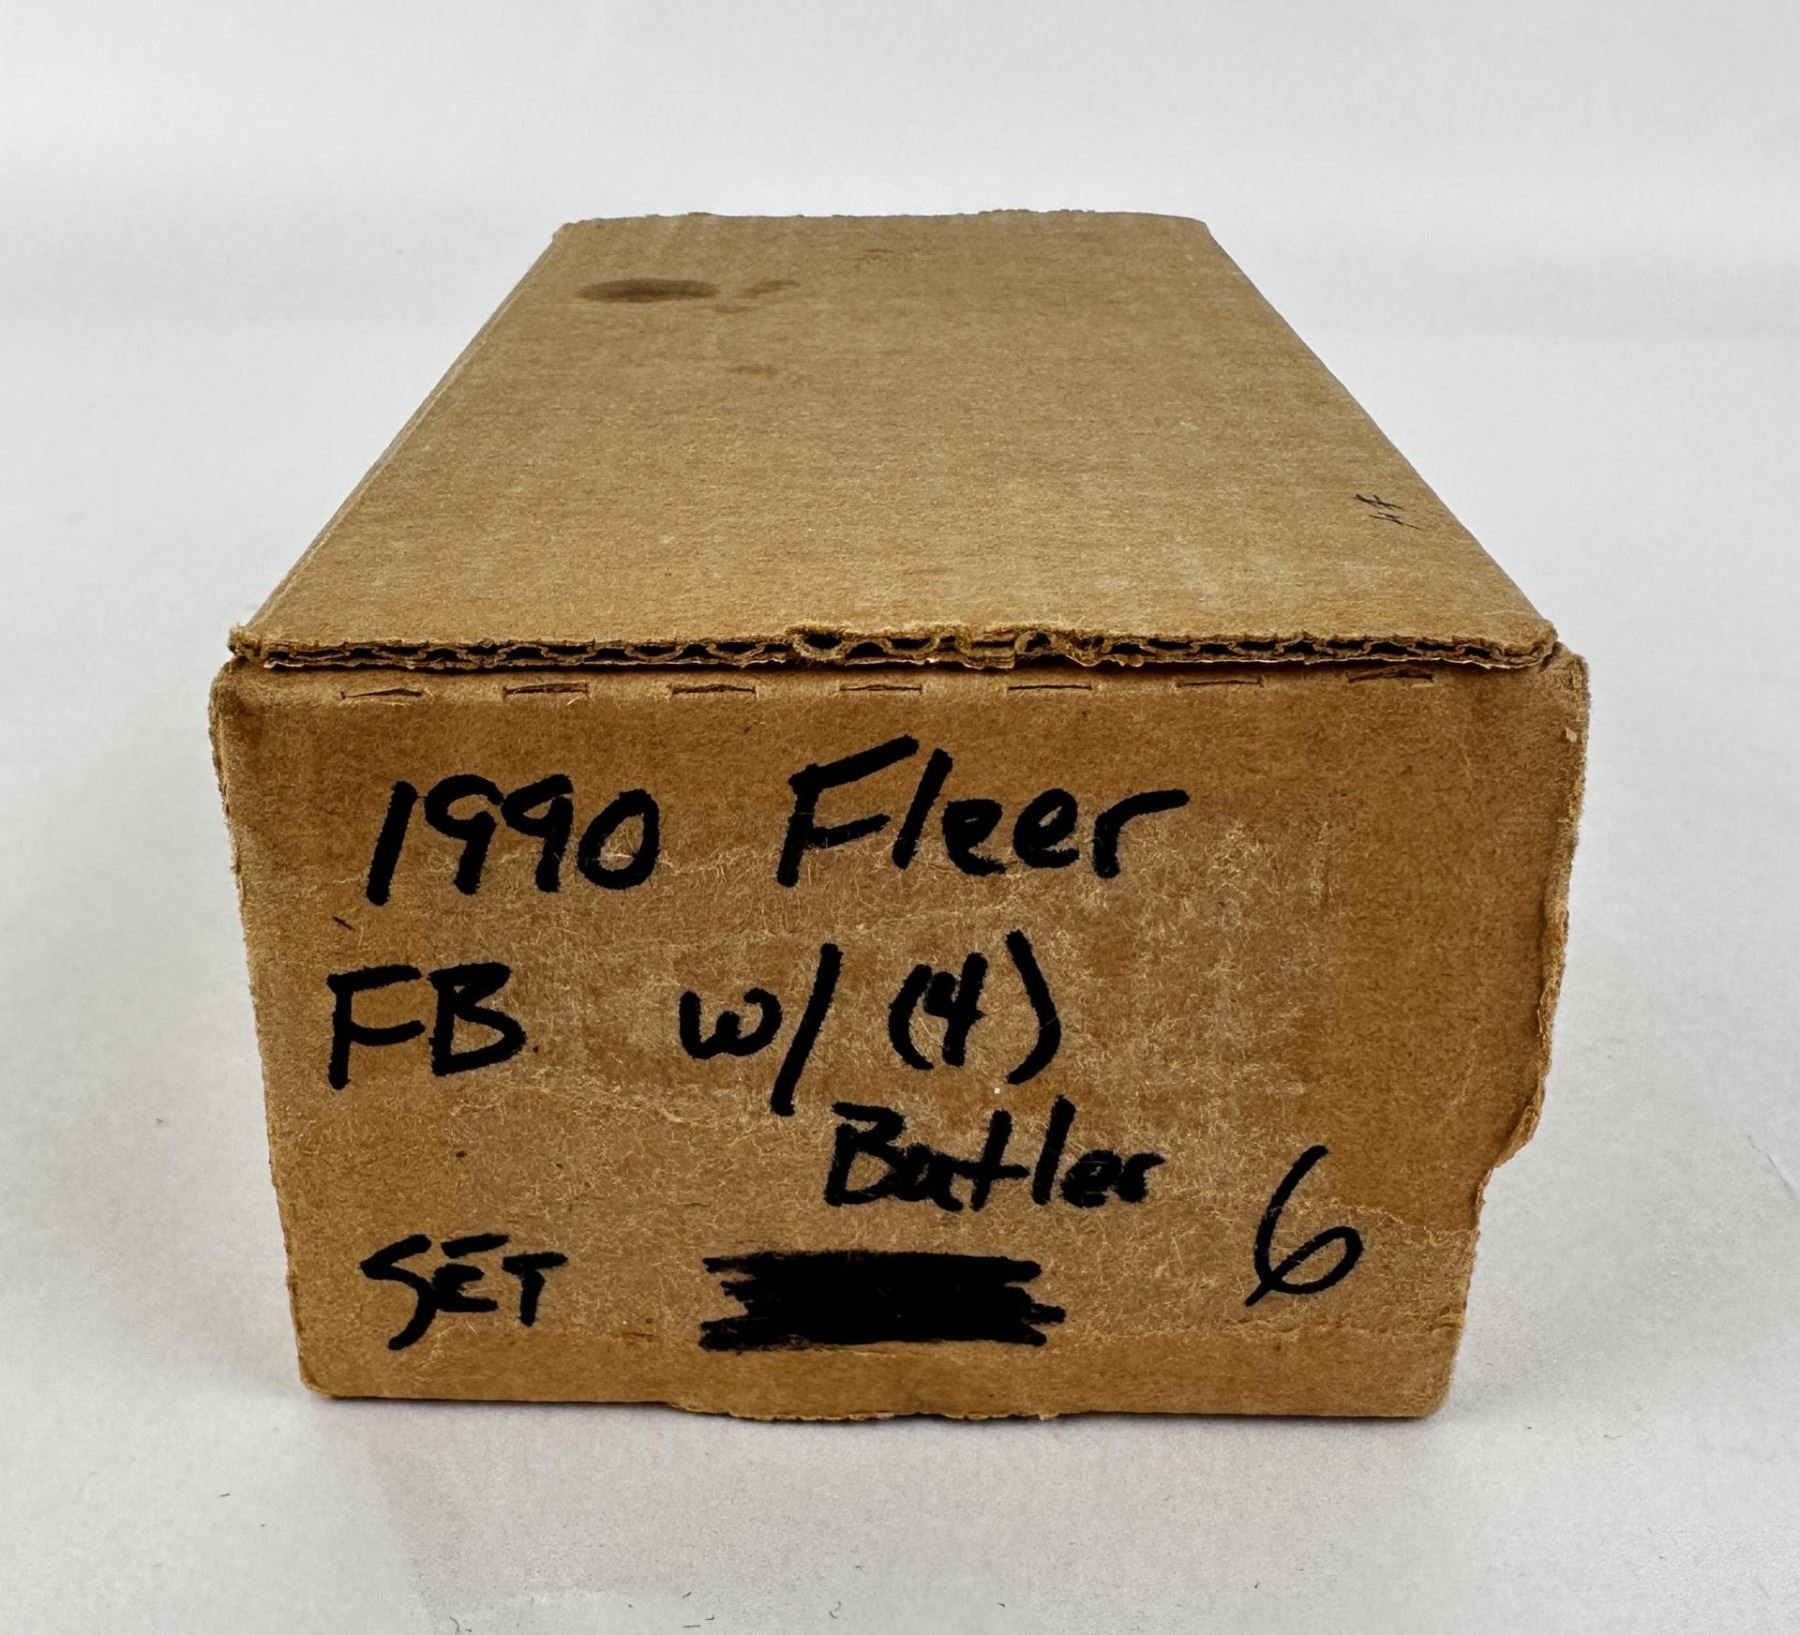 1990 Fleer
FB w/ (4)
Butler
SET 6